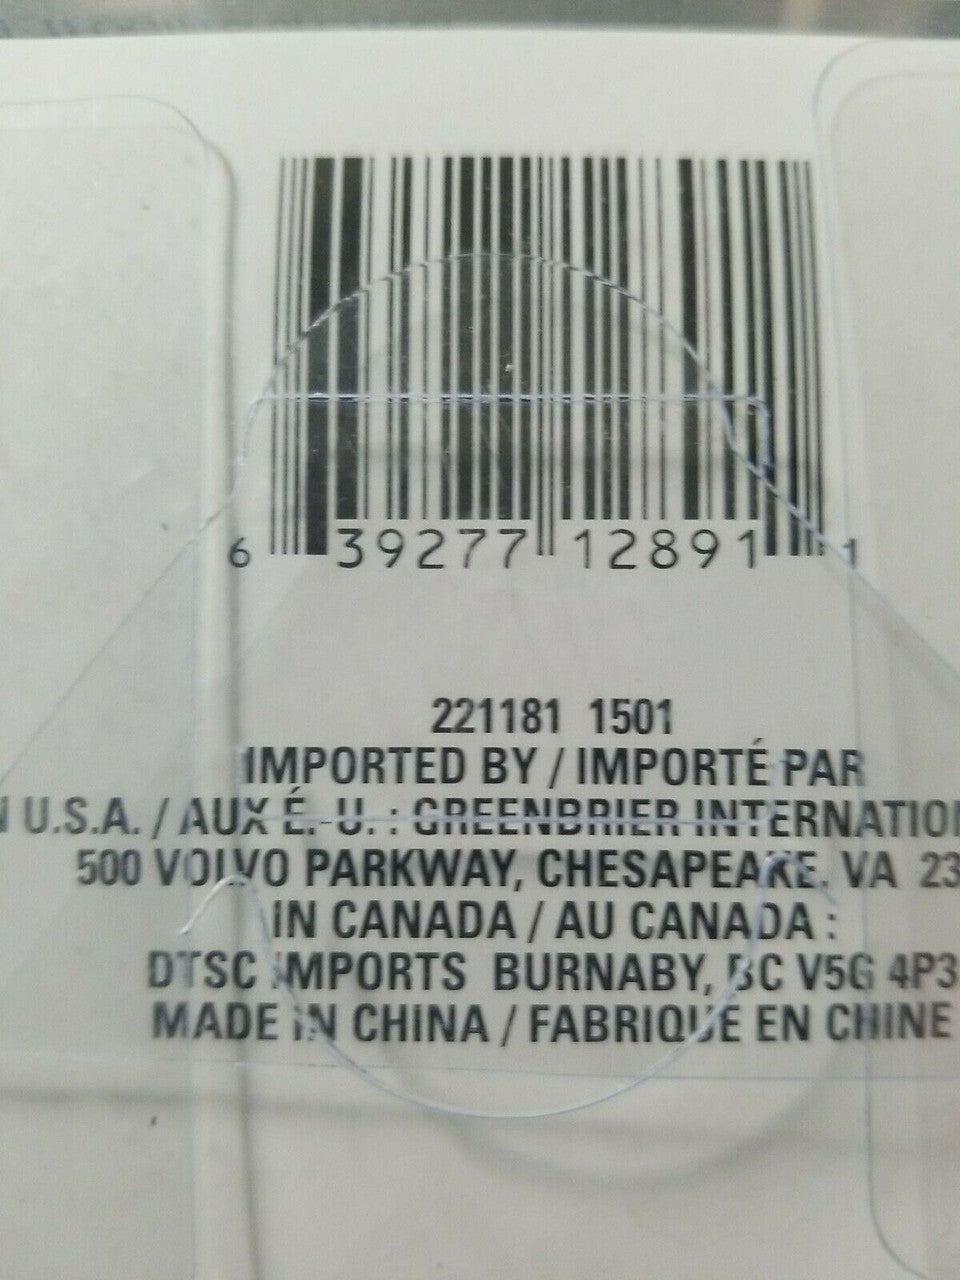 6 39277 12891 1
221181 1501
IMPORTED BY / IMPORTÉ PAR
U.S.A. / AUX É.-U. : GREENBRIER
500 VOLVO PARKWAY, CHESAPEAKE, VA 23
IN CANADA / AU CANADA :
DTSC IMPORTS BURNABY, BC V5G 4P3
MADE IN CHINA / FABRIQUÉ EN CHINE